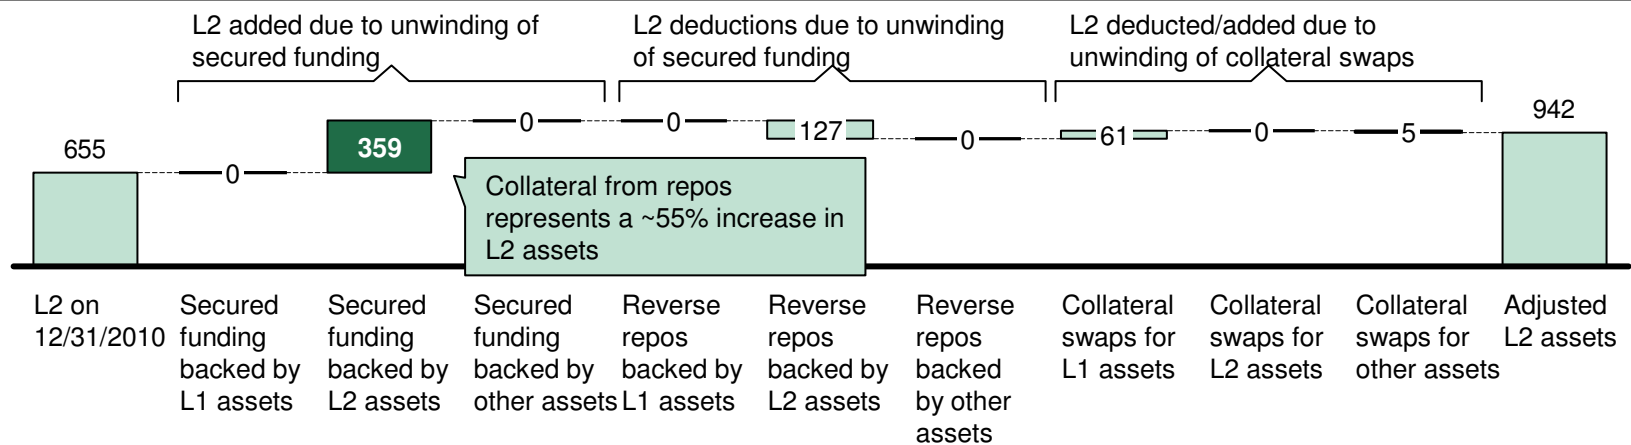 L2 added due to unwinding of
secured funding
L2 deductions due to unwinding
of secured funding
L2 deducted/added due to
unwinding of collateral swaps
655
0
359
0
0
127
0
61
0
5
942
Collateral from repos
represents a ~55% increase in
L2 assets
L2 on
12/31/2010
Secured
funding
backed by
L1 assets
Secured
funding
backed by
L2 assets
Secured
funding
backed by
other assets
Reverse
repos
backed by
L1 assets
Reverse
repos
backed by
L2 assets
Reverse
repos
backed
by other
assets
Collateral
swaps for
L1 assets
Collateral
swaps for
L2 assets
Collateral
swaps for
other assets
Adjusted
L2 assets